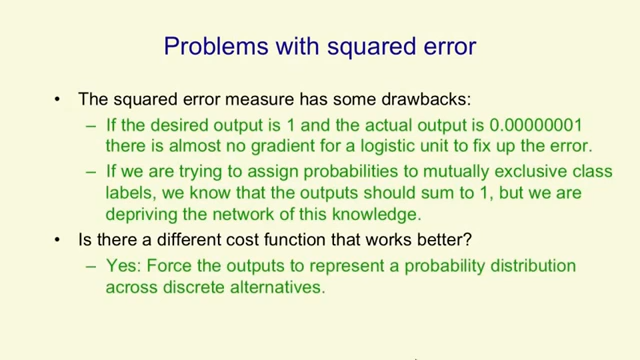 Problems with squared error
• The squared error measure has some drawbacks:
– If the desired output is 1 and the actual output is 0.00000001
there is almost no gradient for a logistic unit to fix up the error.
– If we are trying to assign probabilities to mutually exclusive class
labels, we know that the outputs should sum to 1, but we are
depriving the network of this knowledge.
• Is there a different cost function that works better?
– Yes: Force the outputs to represent a probability distribution
across discrete alternatives.